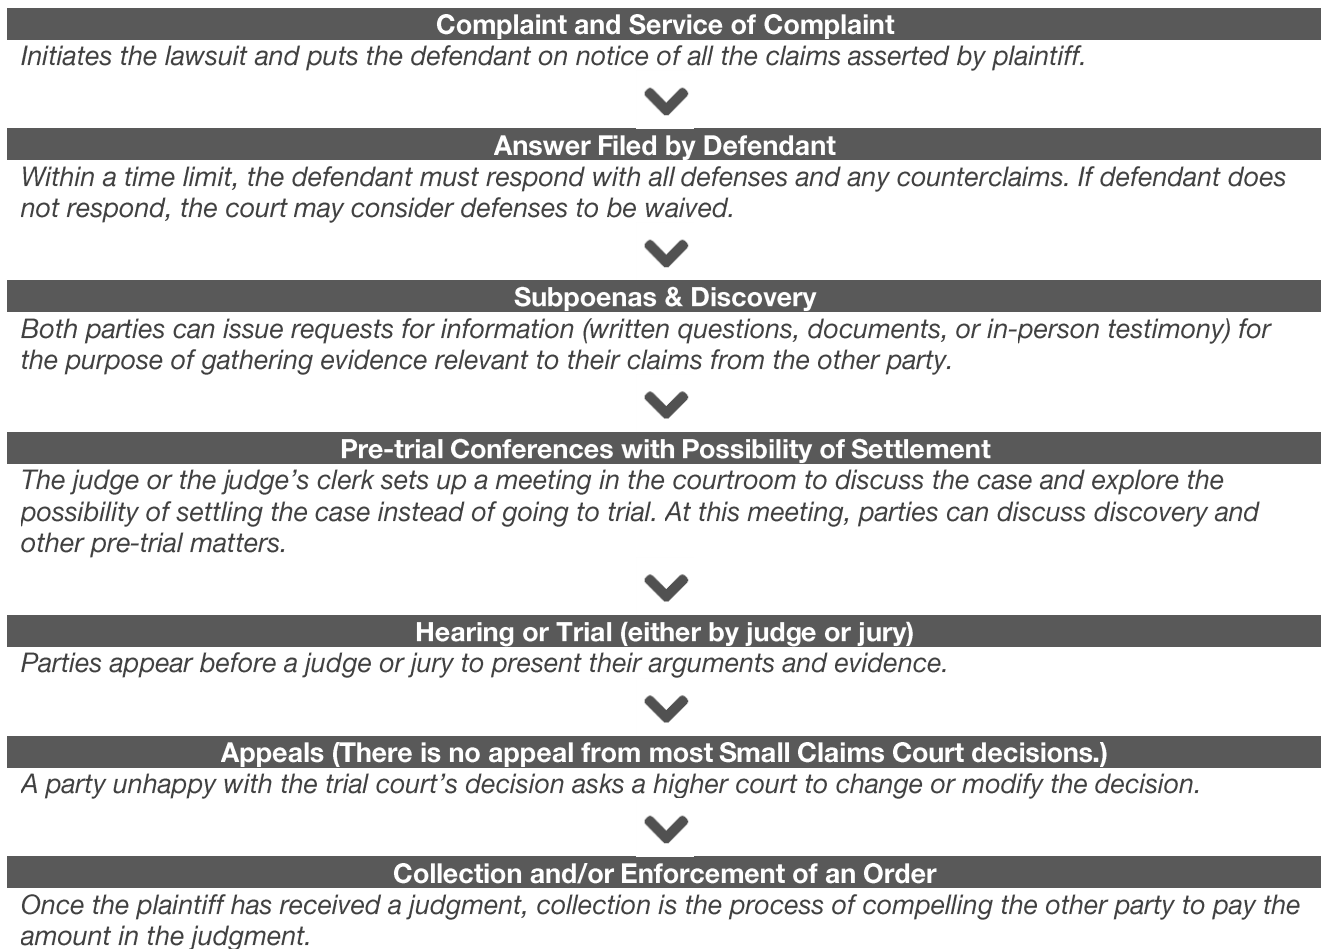 Complaint and Service of Complaint
Initiates the lawsuit and puts the defendant on notice of all the claims asserted by plaintiff.
Answer Filed by Defendant
Within a time limit, the defendant must respond with all defenses and any counterclaims. If defendant does
not respond, the court may consider defenses to be waived.
Subpoenas & Discovery
Both parties can issue requests for information (written questions, documents, or in-person testimony) for
the purpose of gathering evidence relevant to their claims from the other party.
Pre-trial Conferences with Possibility of Settlement
The judge or the judge’s clerk sets up a meeting in the courtroom to discuss the case and explore the
possibility of settling the case instead of going to trial. At this meeting, parties can discuss discovery and
other pre-trial matters.
Hearing or Trial (either by judge or jury)
Parties appear before a judge or jury to present their arguments and evidence.
Appeals (There is no appeal from most Small Claims Court decisions.)
A party unhappy with the trial court’s decision asks a higher court to change or modify the decision.
Collection and/or Enforcement of an Order
Once the plaintiff has received a judgment, collection is the process of compelling the other party to pay the
amount in the judgment.